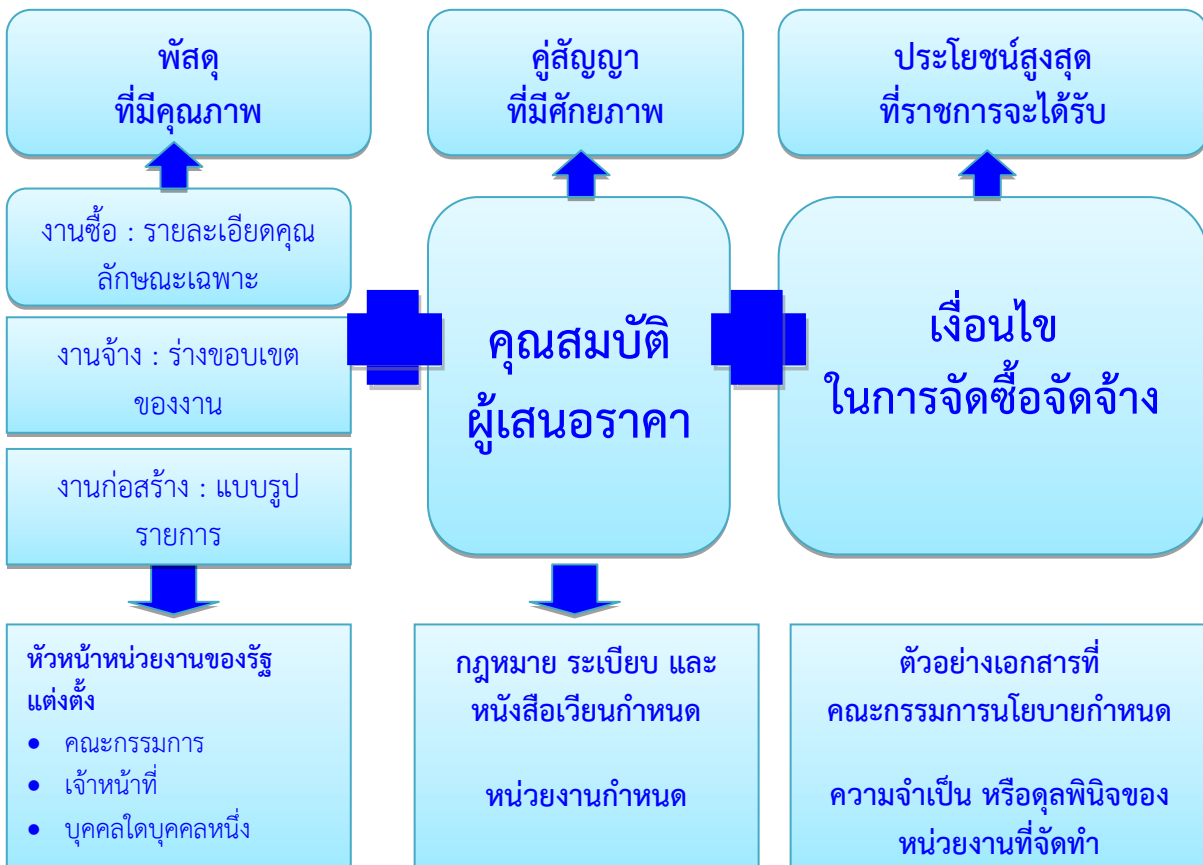 พัสดุ
ที่มีคุณภาพ
คู่สัญญา
ที่มีศักยภาพ
ประโยชน์สูงสุด
ที่ราชการจะได้รับ
งานซื้อ : รายละเอียดคุณ
ลักษณะเฉพาะ
งานจ้าง : ร่างขอบเขต
ของงาน
งานก่อสร้าง : แบบรูป
รายการ
คุณสมบัติ
ผู้เสนอราคา
เงื่อนไข
ในการจัดซื้อจัดจ้าง
หัวหน้าหน่วยงานของรัฐ
แต่งตั้ง
• คณะกรรมการ
• เจ้าหน้าที่
• บุคคลใดบุคคลหนึ่ง
กฎหมาย ระเบียบ และ
หนังสือเวียนกำหนด
หน่วยงานกำหนด
ตัวอย่างเอกสารที่
คณะกรรมการนโยบายกำหนด
ความจำเป็น หรือดุลพินิจของ
หน่วยงานที่จัดทำ